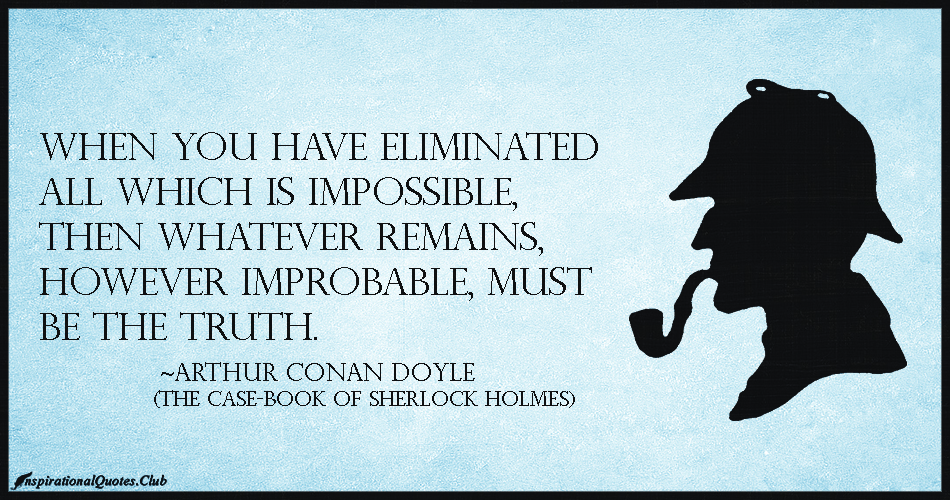 WHEN YOU HAVE ELIMINATED
ALL WHICH IS IMPOSSIBLE,
THEN WHATEVER REMAINS,
HOWEVER IMPROBABLE, MUST
BE THE TRUTH.
~ARTHUR CONAN DOYLE
(THE CASE-BOOK OF SHERLOCK HOLMES)
InspirationalQuotes.Club